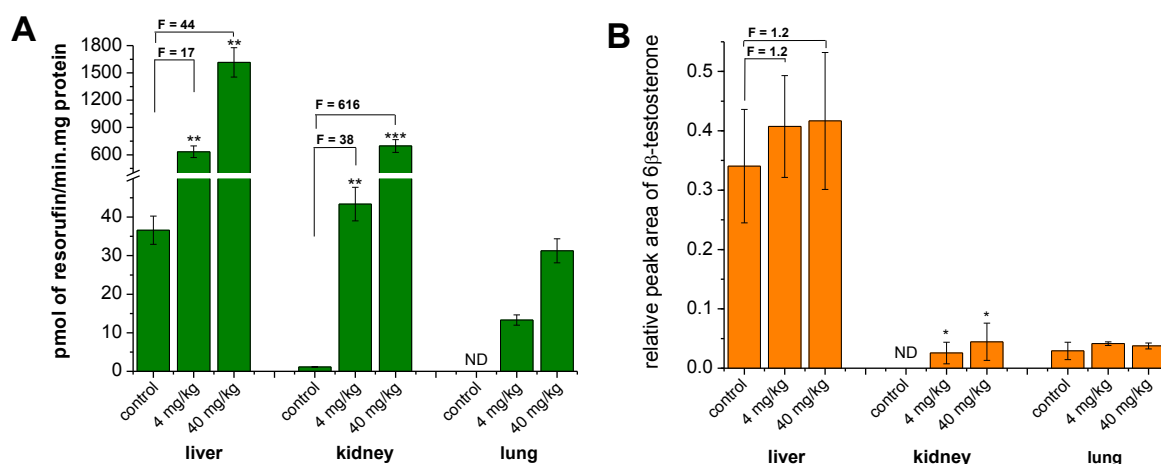 A
pmol of resorufin/min.mg protein
1800
1500
1200
900
600
40
30
20
10
0
F = 44
F = 17
**
**
F = 616
F = 38
**
***
ND
control
4 mg/kg
40 mg/kg
control
4 mg/kg
40 mg/kg
control
4 mg/kg
40 mg/kg
liver
kidney
lung
B
relative peak area of 6β-testosterone
0.5
0.4
0.3
0.2
0.1
0.0
F = 1.2
F = 1.2
ND
*
*
control
4 mg/kg
40 mg/kg
control
4 mg/kg
40 mg/kg
control
4 mg/kg
40 mg/kg
liver
kidney
lung